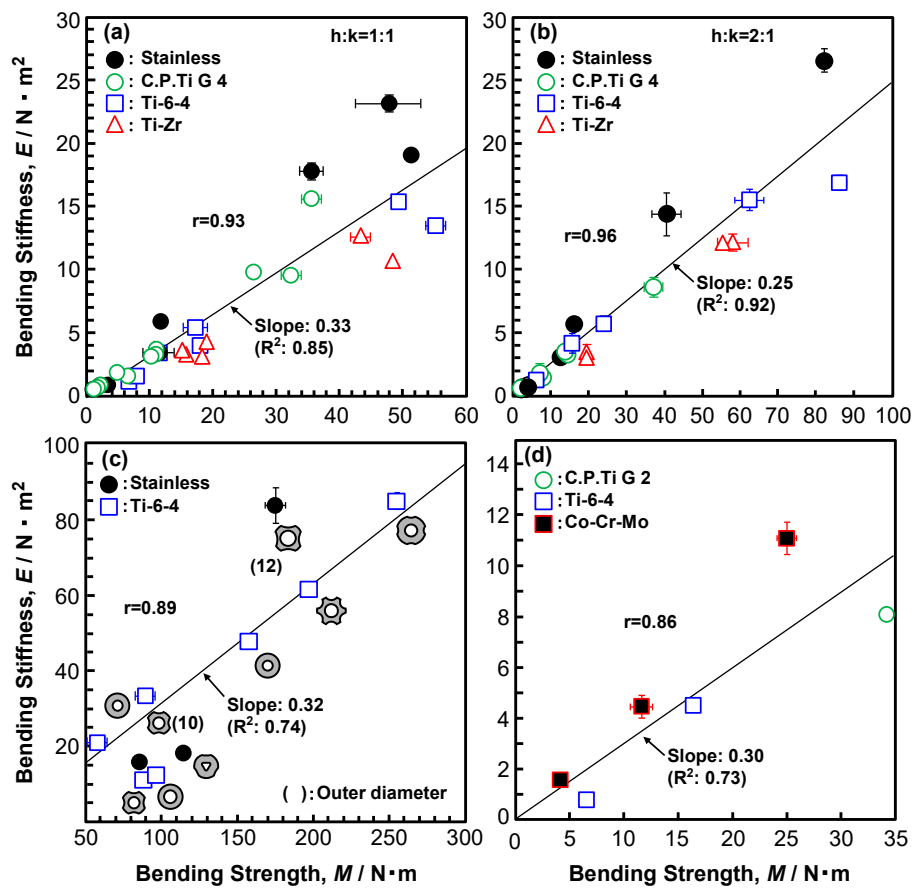 (a)
h:k=1:1
: Stainless
: C.P.Ti G 4
: Ti-6-4
: Ti-Zr
r=0.93
Slope: 0.33
(R²: 0.85)
30
25
20
15
10
5
0
0
10
20
30
40
50
60
Bending Stiffness, E / N・m²
(b)
h:k=2:1
: Stainless
: C.P.Ti G 4
: Ti-6-4
: Ti-Zr
r=0.96
Slope: 0.25
(R²: 0.92)
30
25
20
15
10
5
0
0
20
40
60
80
100
(c)
: Stainless
: Ti-6-4
(12)
r=0.89
Slope: 0.32
(R²: 0.74)
(10)
( ) : Outer diameter
100
80
60
40
20
50
100
150
200
250
300
Bending Stiffness, E / N・m²
Bending Strength, M / N・m
(d)
: C.P.Ti G 2
: Ti-6-4
: Co-Cr-Mo
r=0.86
Slope: 0.30
(R²: 0.73)
14
12
10
8
6
4
2
0
0
5
10
15
20
25
30
35
Bending Strength, M / N・m